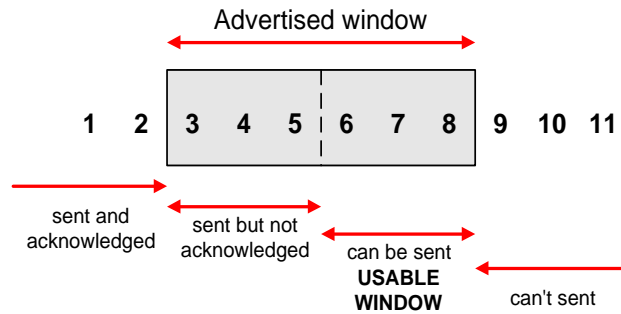 Advertised window
1 2 3 4 5 6 7 8 9 10 11
sent and
acknowledged
sent but not
acknowledged
can be sent
USABLE
WINDOW
can't sent